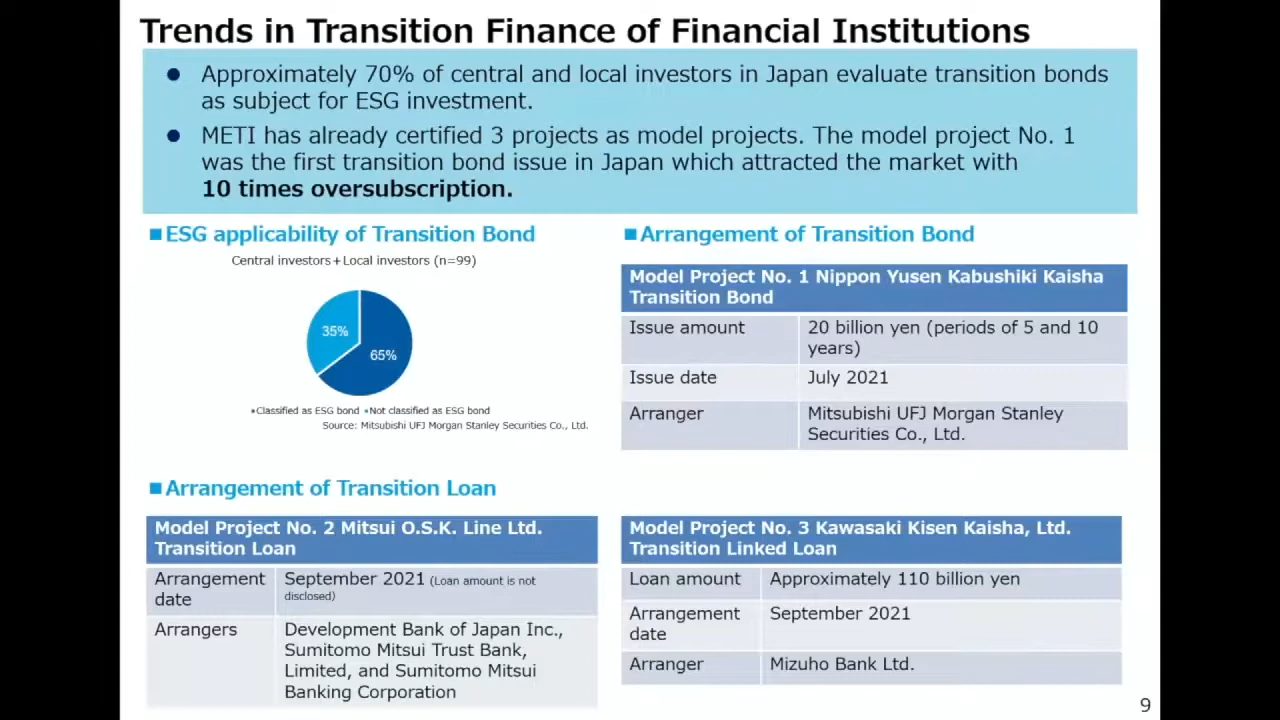 Trends in Transition Finance of Financial Institutions
● Approximately 70% of central and local investors in Japan evaluate transition bonds
as subject for ESG investment.
● METI has already certified 3 projects as model projects. The model project No. 1
was the first transition bond issue in Japan which attracted the market with
10 times oversubscription.
■ESG applicability of Transition Bond
Central investors+Local investors (n=99)
35%
65%
▪Classified as ESG bond ▪Not classified as ESG bond
Source: Mitsubishi UFJ Morgan Stanley Securities Co., Ltd.
■Arrangement of Transition Bond
Model Project No. 1 Nippon Yusen Kabushiki Kaisha
Transition Bond
Issue amount
20 billion yen (periods of 5 and 10
years)
Issue date
July 2021
Arranger
Mitsubishi UFJ Morgan Stanley
Securities Co., Ltd.
■Arrangement of Transition Loan
Model Project No. 2 Mitsui O.S.K. Line Ltd.
Transition Loan
Arrangement
date
September 2021 (Loan amount is not
disclosed)
Arrangers
Development Bank of Japan Inc.,
Sumitomo Mitsui Trust Bank,
Limited, and Sumitomo Mitsui
Banking Corporation
Model Project No. 3 Kawasaki Kisen Kaisha, Ltd.
Transition Linked Loan
Loan amount
Approximately 110 billion yen
Arrangement
date
September 2021
Arranger
Mizuho Bank Ltd.
9